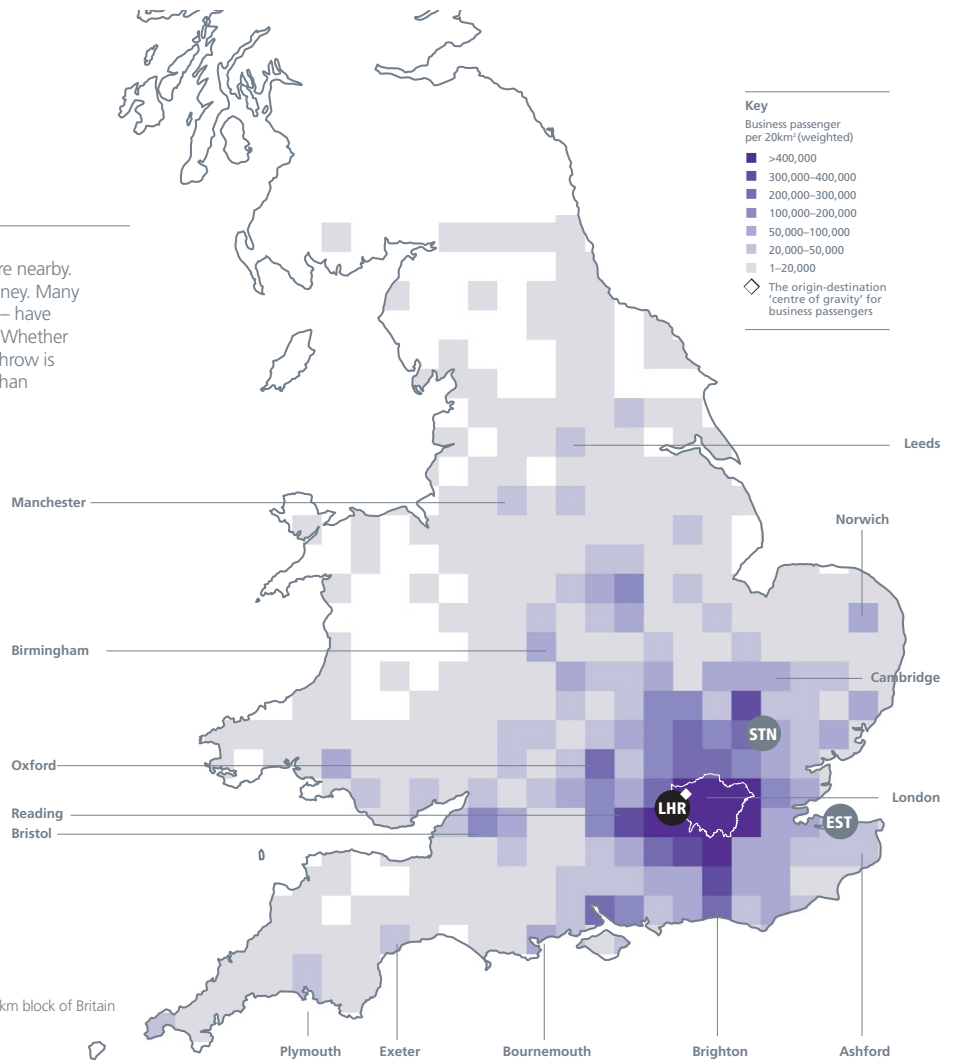 re nearby.
ney. Many
– have
Whether
hrow is
han
Key
Business passenger
per 20km² (weighted)
>400,000
300,000–400,000
200,000–300,000
100,000–200,000
50,000–100,000
20,000–50,000
1–20,000
The origin-destination
'centre of gravity' for
business passengers
Leeds
Manchester
Norwich
Birmingham
Cambridge
STN
Oxford
London
LHR
Reading
EST
Bristol
km block of Britain
Plymouth
Exeter
Bournemouth
Brighton
Ashford